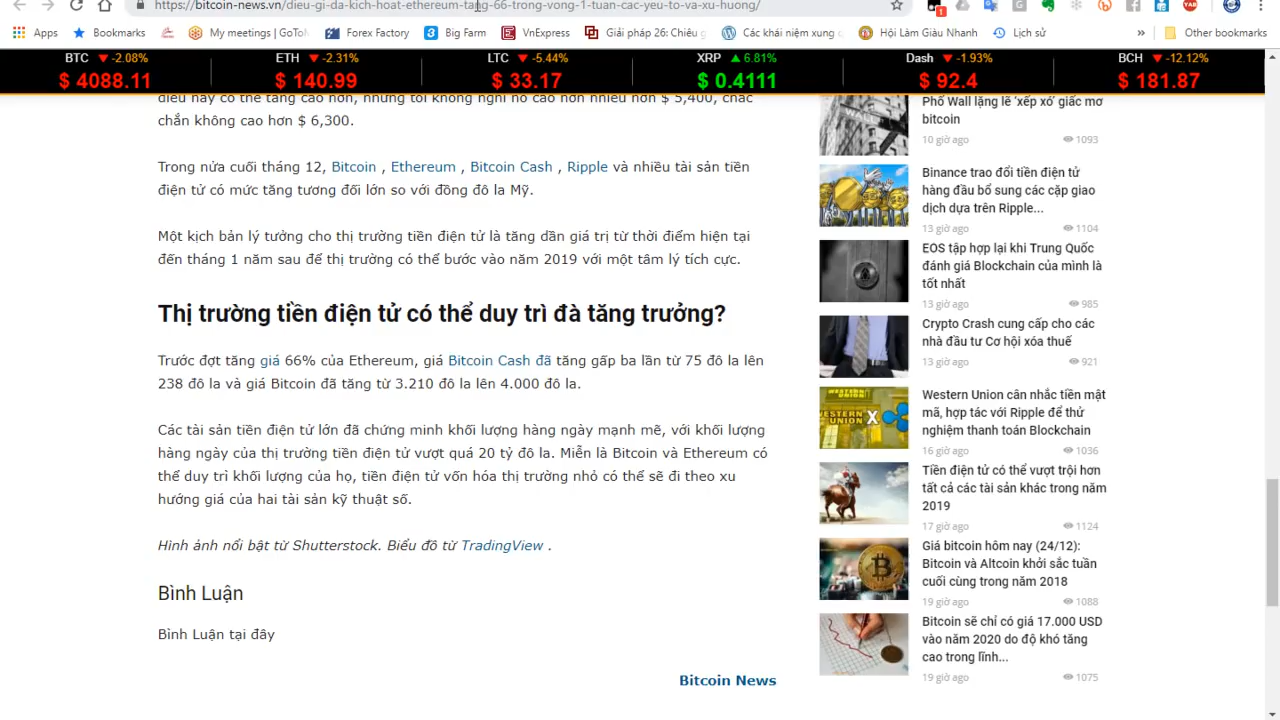 https://bitcoin-news.vn/dieu-gi-da-kich-hoat-ethereum-tang-66-trong-vong-1-tuan-cac-yeu-to-va-xu-huong/
Apps
Bookmarks
My meetings | GoToM
Forex Factory
Big Farm
VnExpress
Giải pháp 26: Chiêu
Các khái niệm xung q
Hội Làm Giàu Nhanh
Lịch sử
»
Other bookmarks
BTC ▼ -2.08%
$ 4088.11
ETH ▼ -2.31%
$ 140.99
LTC ▼ -5.44%
$ 33.17
XRP ▲ 6.81%
$ 0.4111
Dash ▼ -1.93%
$ 92.4
BCH ▼ -12.12%
$ 181.87
điều này có thể tăng cao hơn, nhưng tôi không nghĩ nó cao hơn nhiều hơn $ 5,400, chắc
chắn không cao hơn $ 6,300.
Trong nửa cuối tháng 12, Bitcoin , Ethereum , Bitcoin Cash , Ripple và nhiều tài sản tiền
điện tử có mức tăng tương đối lớn so với đồng đô la Mỹ.
Một kịch bản lý tưởng cho thị trường tiền điện tử là tăng dần giá trị từ thời điểm hiện tại
đến tháng 1 năm sau để thị trường có thể bước vào năm 2019 với một tâm lý tích cực.
Thị trường tiền điện tử có thể duy trì đà tăng trưởng?
Trước đợt tăng giá 66% của Ethereum, giá Bitcoin Cash đã tăng gấp ba lần từ 75 đô la lên
238 đô la và giá Bitcoin đã tăng từ 3.210 đô la lên 4.000 đô la.
Các tài sản tiền điện tử lớn đã chứng minh khối lượng hàng ngày mạnh mẽ, với khối lượng
hàng ngày của thị trường tiền điện tử vượt quá 20 tỷ đô la. Miễn là Bitcoin và Ethereum có
thể duy trì khối lượng của họ, tiền điện tử vốn hóa thị trường nhỏ có thể sẽ đi theo xu
hướng giá của hai tài sản kỹ thuật số.
Hình ảnh nổi bật từ Shutterstock. Biểu đồ từ TradingView .
Bình Luận
Bình Luận tại đây
Bitcoin News
Phố Wall lặng lẽ 'xếp xó' giấc mơ
bitcoin
10 giờ ago 1093
Binance trao đổi tiền điện tử
hàng đầu bổ sung các cặp giao
dịch dựa trên Ripple...
13 giờ ago 1104
EOS tập hợp lại khi Trung Quốc
đánh giá Blockchain của mình là
tốt nhất
13 giờ ago 985
Crypto Crash cung cấp cho các
nhà đầu tư Cơ hội xóa thuế
13 giờ ago 921
WESTERN UNION
Western Union cân nhắc tiền mật
mã, hợp tác với Ripple để thử
nghiệm thanh toán Blockchain
16 giờ ago 1036
Tiền điện tử có thể vượt trội hơn
tất cả các tài sản khác trong năm
2019
17 giờ ago 1124
Giá bitcoin hôm nay (24/12):
Bitcoin và Altcoin khởi sắc tuần
cuối cùng trong năm 2018
19 giờ ago 1088
Bitcoin sẽ chỉ có giá 17.000 USD
vào năm 2020 do độ khó tăng
cao trong lĩnh...
19 giờ ago 1075